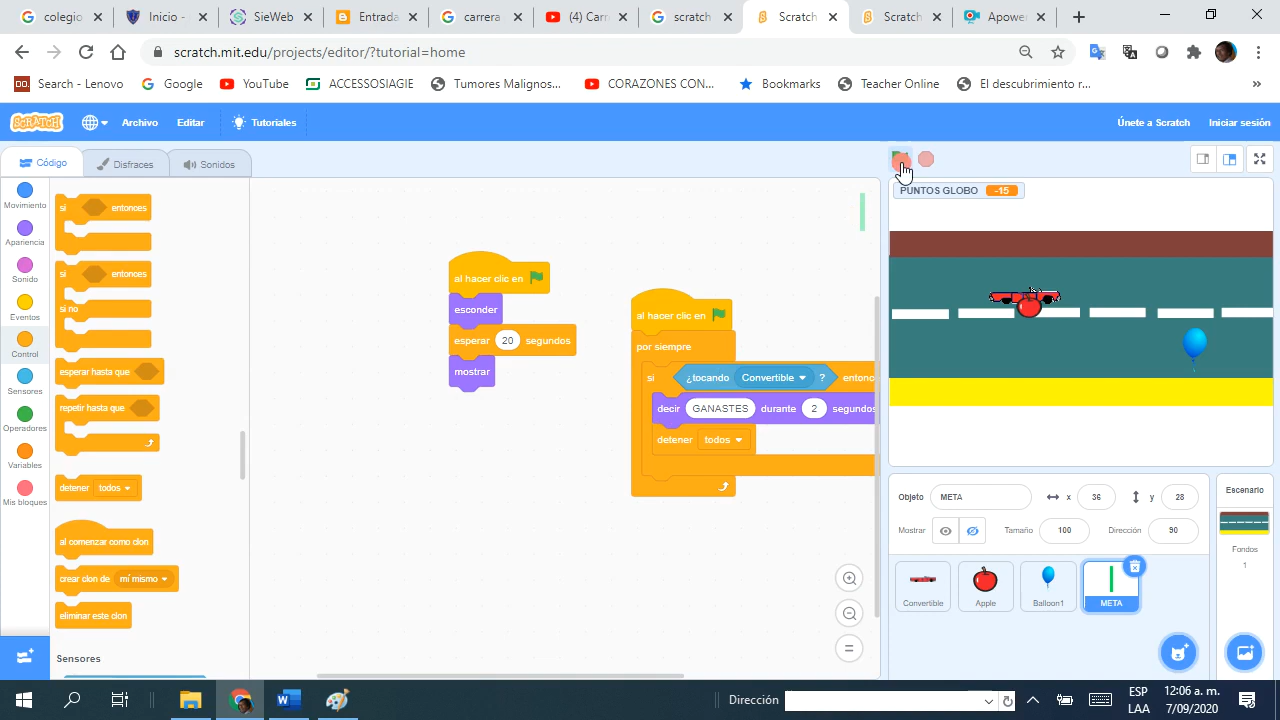 colegio
Inicio -
SieWeb
Entrada
carrera
(4) Carr
scratch
Scratch
Scratch
Apower
scratch.mit.edu/projects/editor/?tutorial=home
Search - Lenovo
Google
YouTube
ACCESSOSIAGIE
Tumores Malignos...
CORAZONES CON...
Bookmarks
Teacher Online
El descubrimiento r...
»
SCRATCH
Archivo
Editar
Tutoriales
Únete a Scratch
Iniciar sesión
Código
Disfraces
Sonidos
Movimiento
Apariencia
Sonido
Eventos
Control
Sensores
Operadores
Variables
Mis bloques
si entonces
si entonces
si no
esperar hasta que
repetir hasta que
detener todos
al comenzar como clon
crear clon de mí mismo
eliminar este clon
Sensores
al hacer clic en
esconder
esperar 20 segundos
mostrar
al hacer clic en
por siempre
si ¿tocando Convertible ? entonc
decir GANASTES durante 2 segundos
detener todos
PUNTOS GLOBO -15
Objeto META x 36 y 28
Mostrar Tamaño 100 Dirección 90
Convertible
Apple
Balloon1
META
Escenario
Fondos
1
Dirección
ESP
LAA
12:06 a. m.
7/09/2020